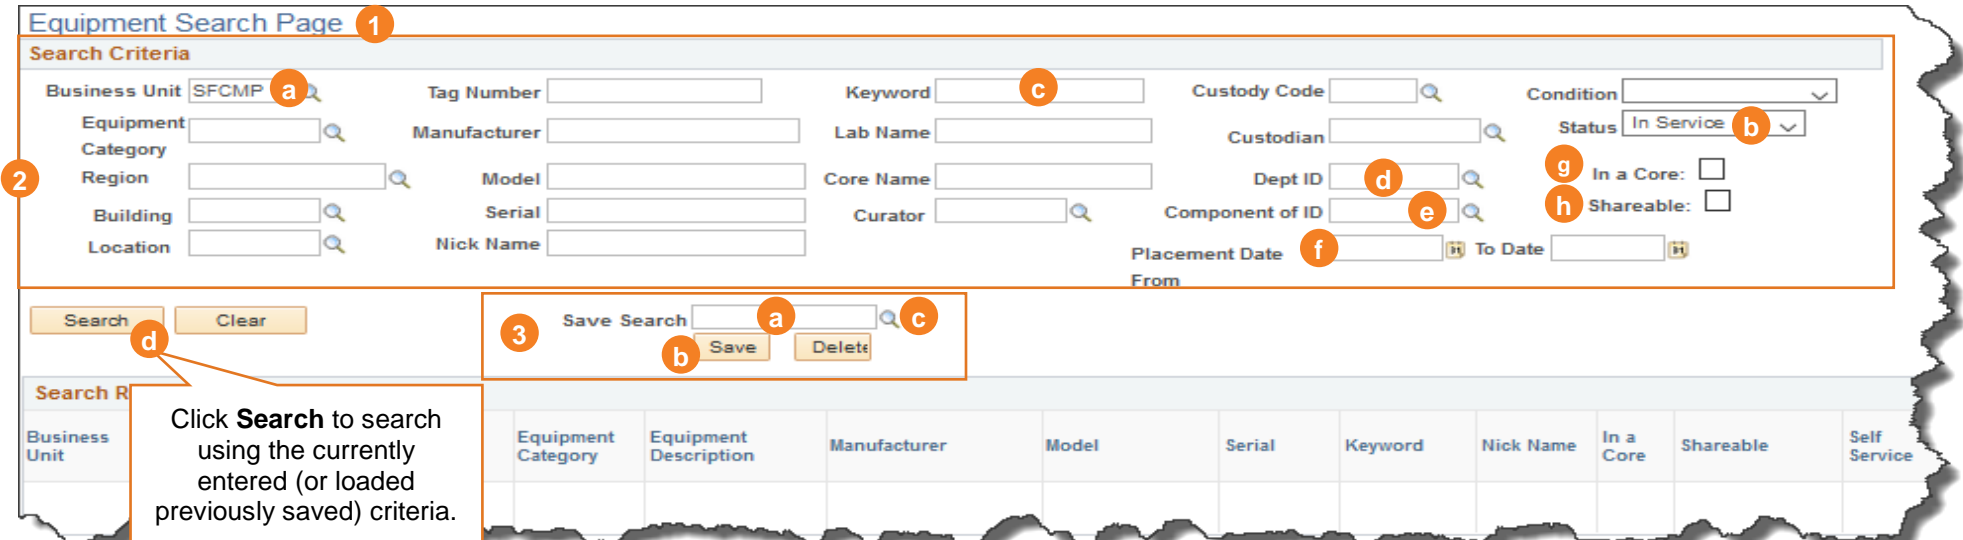 Equipment Search Page 1
Search Criteria
2
Business Unit SFCMP a
Tag Number
Keyword c
Custody Code
Condition
Equipment Category
Manufacturer
Lab Name
Custodian
Status In Service b
Region
Model
Core Name
Dept ID d
g In a Core:
Building
Serial
Curator
Component of ID e
h Shareable:
Location
Nick Name
Placement Date From f
To Date
Search d
Clear
3
Save Search a c
b Save
Delete
Click Search to search
using the currently
entered (or loaded
previously saved) criteria.
Search R
Business Unit
Equipment Category
Equipment Description
Manufacturer
Model
Serial
Keyword
Nick Name
In a Core
Shareable
Self Service